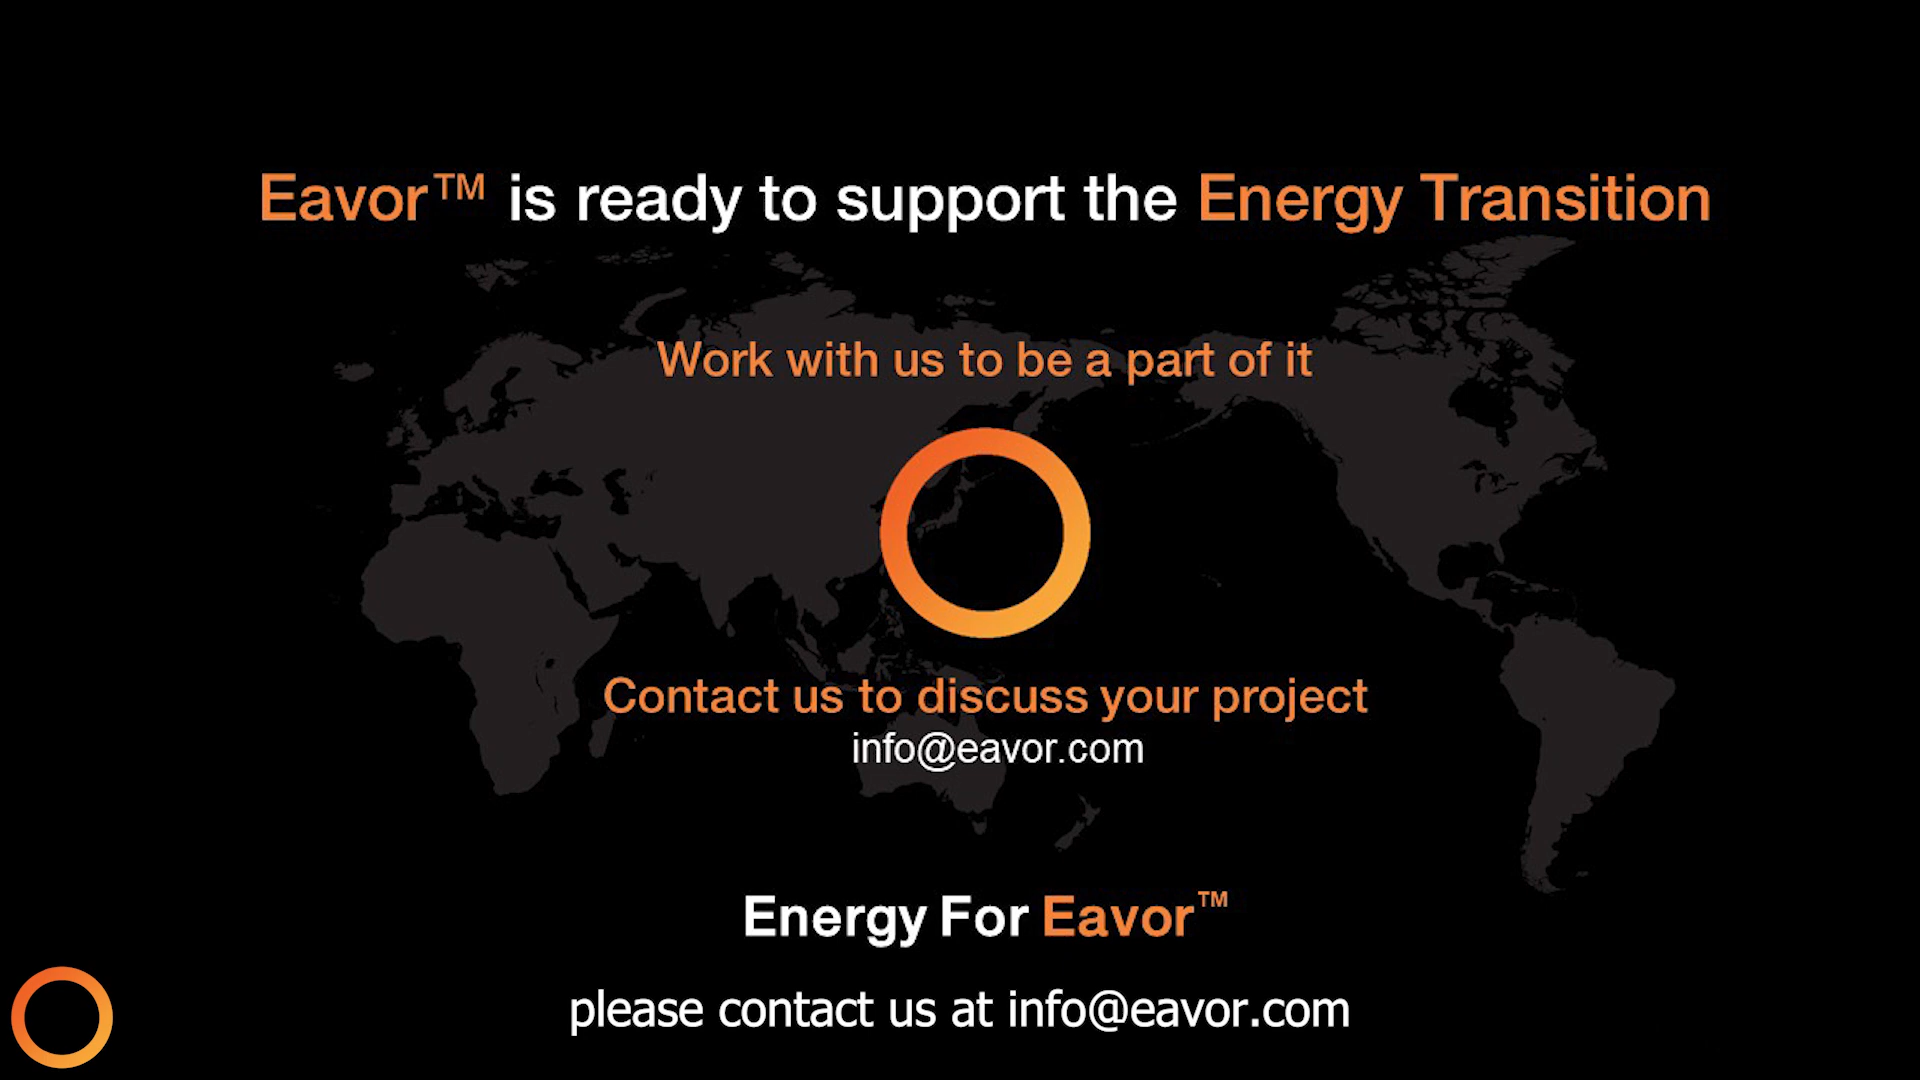 Eavor™ is ready to support the Energy Transition
Work with us to be a part of it
Contact us to discuss your project
info@eavor.com
Energy For Eavor™
please contact us at info@eavor.com